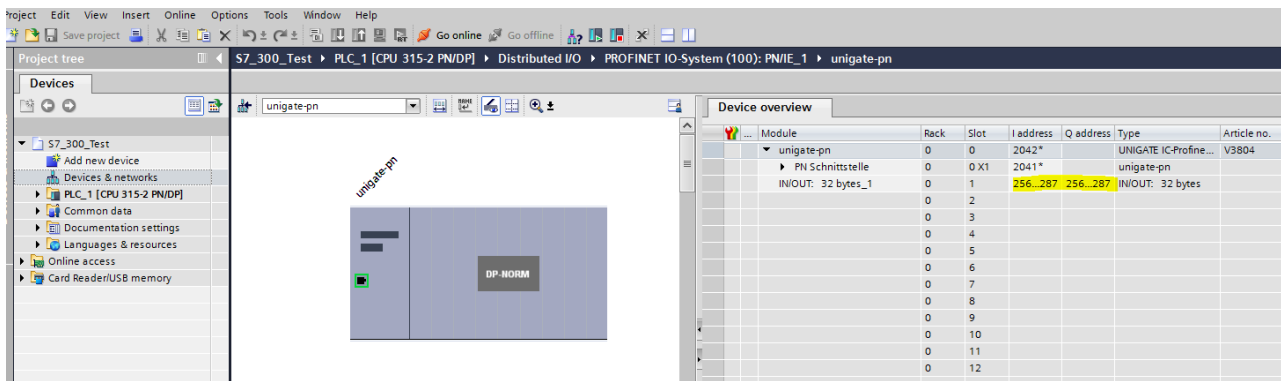 Project Edit View Insert Online Options Tools Window Help
Save project Go online Go offline
Project tree
S7_300_Test PLC_1 [CPU 315-2 PN/DP] Distributed I/O PROFINET IO-System (100): PN/IE_1 unigate-pn
Devices
S7_300_Test
Add new device
Devices & networks
PLC_1 [CPU 315-2 PN/DP]
Common data
Documentation settings
Languages & resources
Online access
Card Reader/USB memory
unigate-pn
unigate-pn
DP-NORM
Device overview
... Module Rack Slot I address Q address Type Article no.
unigate-pn 0 0 2042* UNIGATE IC-Profine... V3804
PN Schnittstelle 0 0 X1 2041* unigate-pn
IN/OUT: 32 bytes_1 0 1 256...287 256...287 IN/OUT: 32 bytes
0 2
0 3
0 4
0 5
0 6
0 7
0 8
0 9
0 10
0 11
0 12